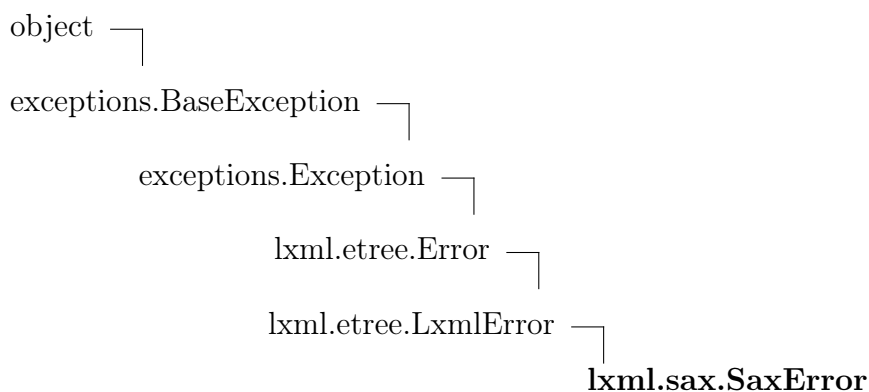 object
exceptions.BaseException
exceptions.Exception
lxml.etree.Error
lxml.etree.LxmlError
lxml.sax.SaxError